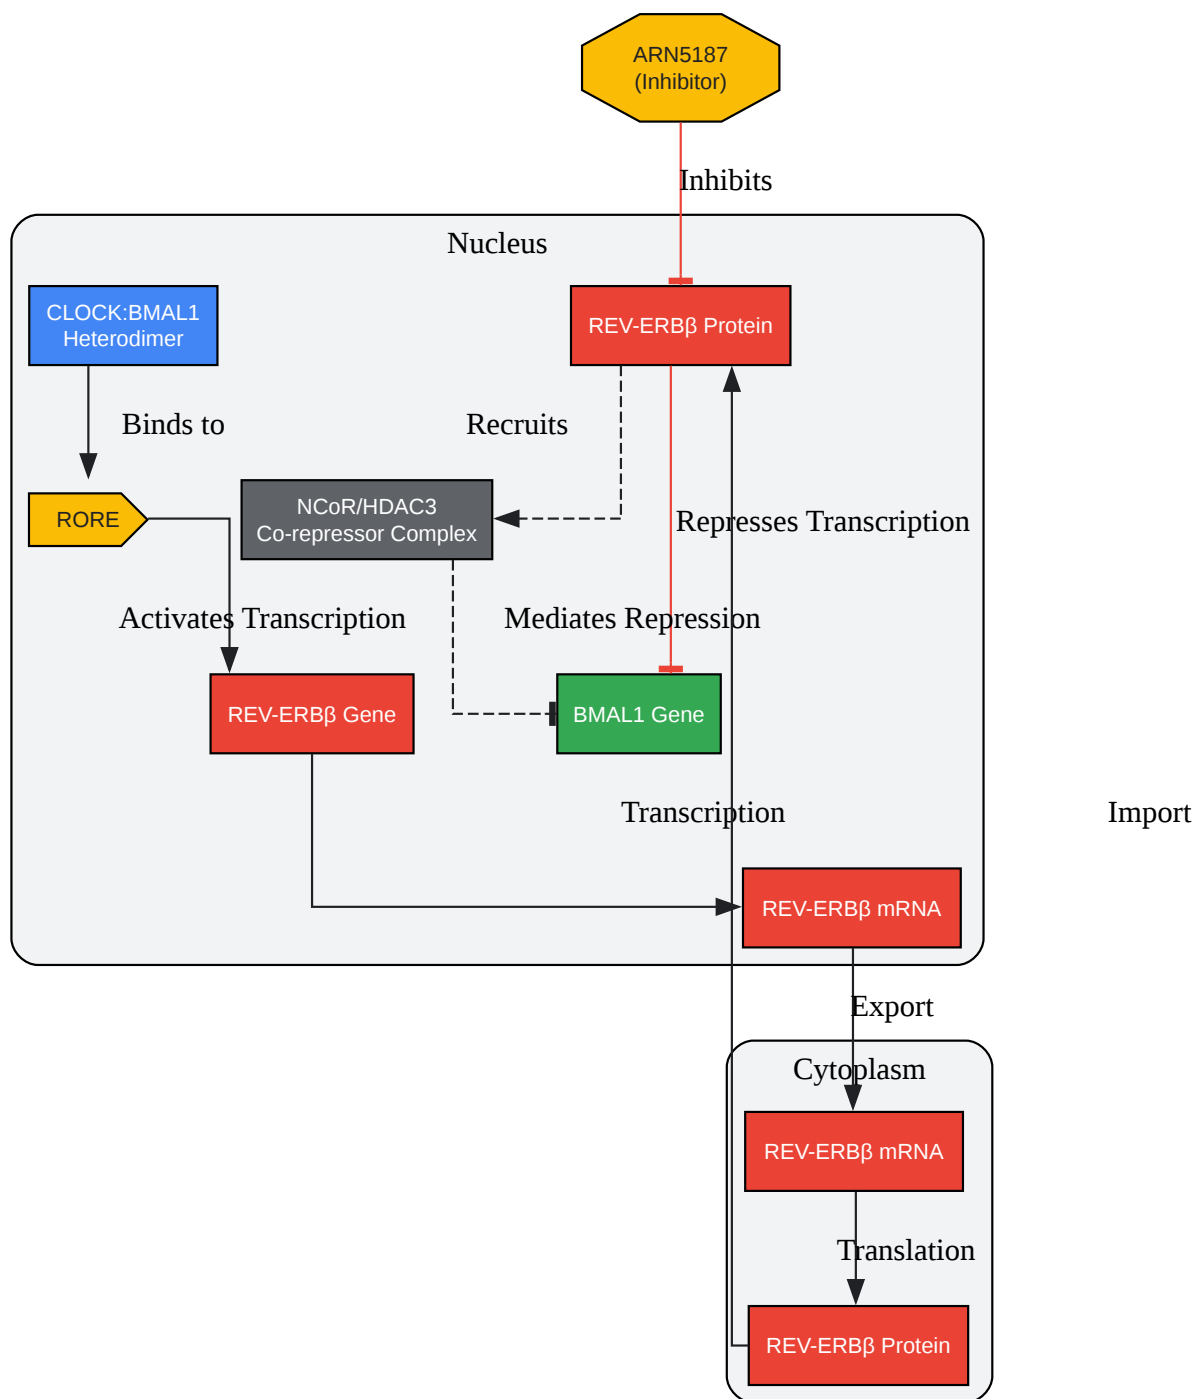 ARN5187
(Inhibitor)
Inhibits
Nucleus
CLOCK:BMAL1
Heterodimer
REV-ERBβ Protein
Binds to
Recruits
RORE
NCoR/HDAC3
Co-repressor Complex
Represses Transcription
Activates Transcription
Mediates Repression
REV-ERBβ Gene
BMAL1 Gene
Transcription
Import
REV-ERBβ mRNA
Export
Cytoplasm
REV-ERBβ mRNA
Translation
REV-ERBβ Protein